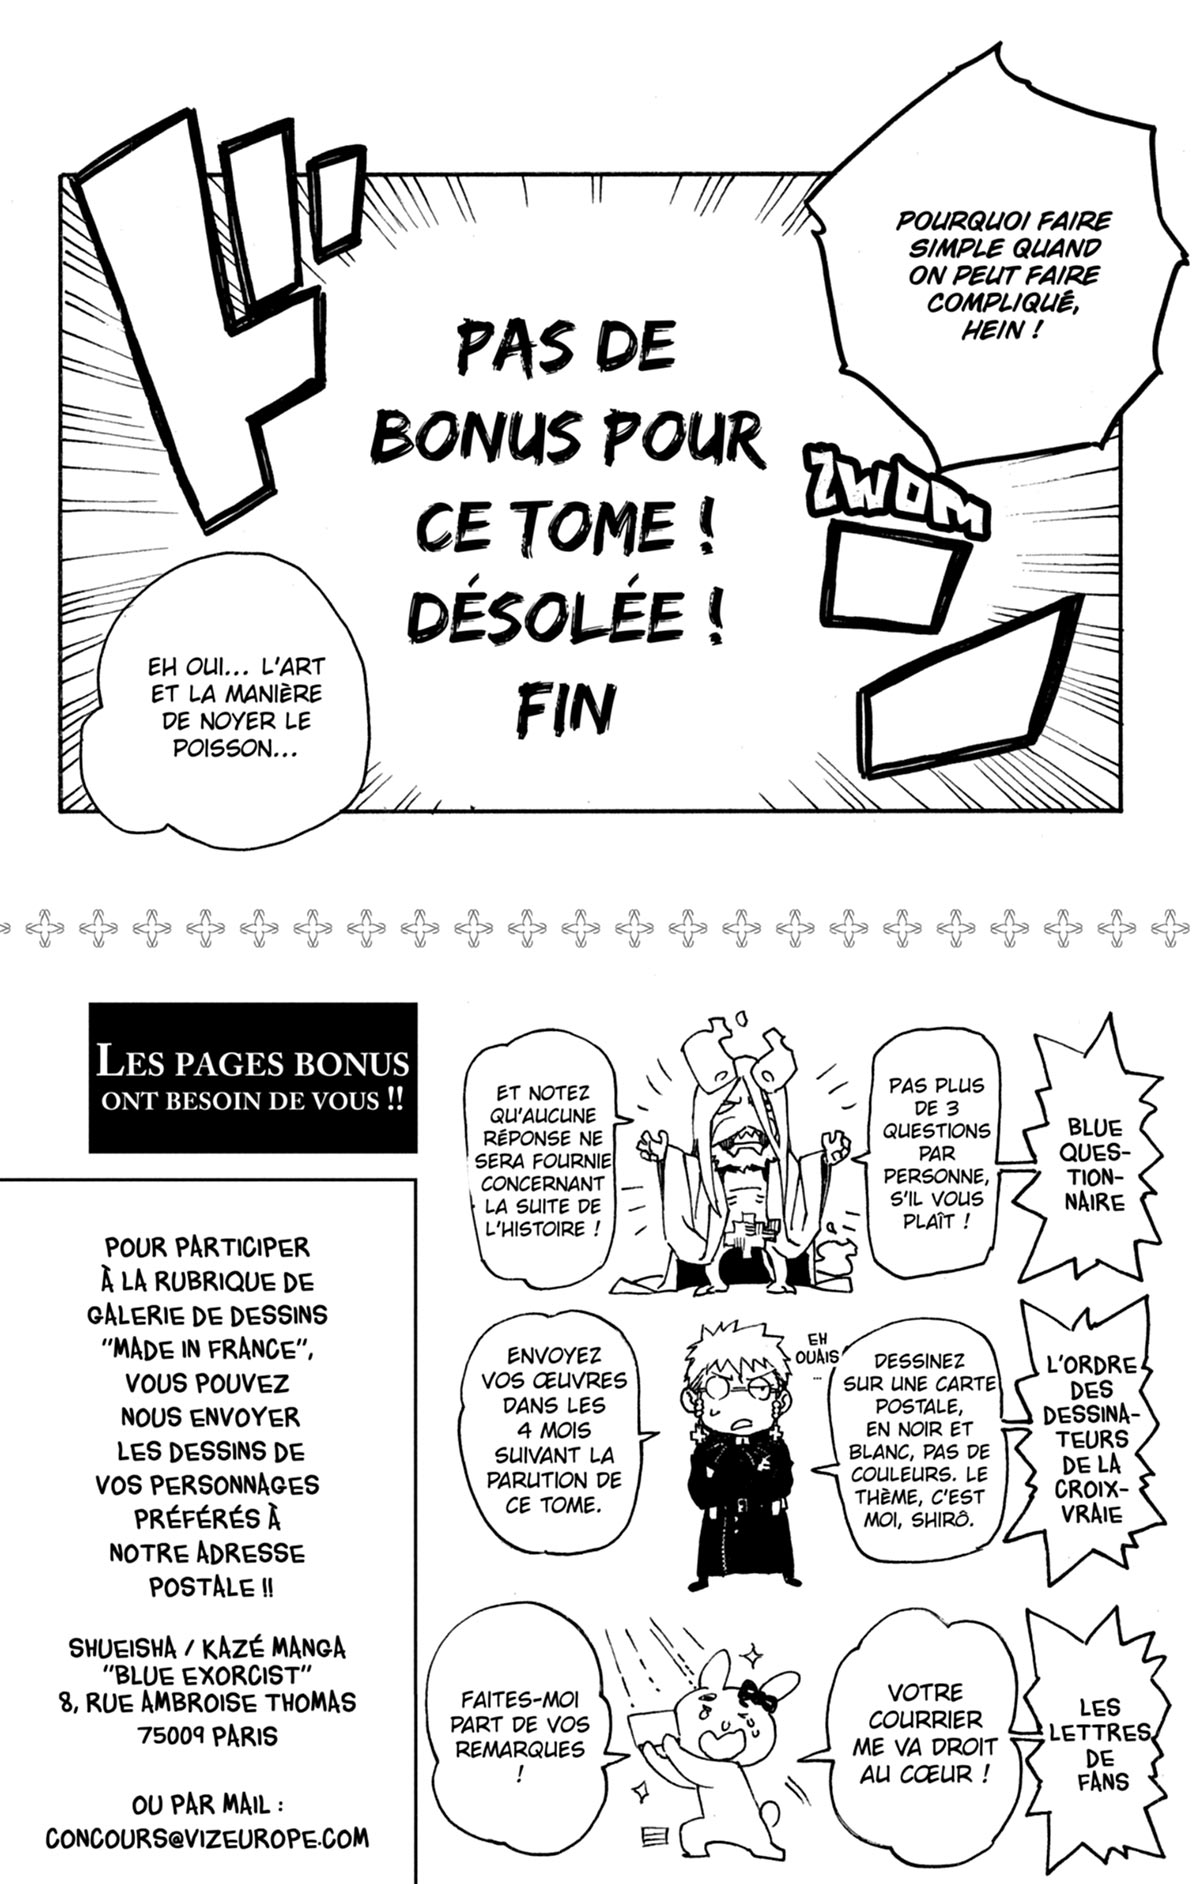 POURQUOI FAIRE
SIMPLE QUAND
ON PEUT FAIRE
COMPLIQUÉ,
HEIN !
ド
ン
ZWOM
PAS DE
BONUS POUR
CE TOME !
DÉSOLÉE !
FIN
EH OUI... L'ART
ET LA MANIÈRE
DE NOYER LE
POISSON...
LES PAGES BONUS
ONT BESOIN DE VOUS !!
POUR PARTICIPER
À LA RUBRIQUE DE
GALERIE DE DESSINS
"MADE IN FRANCE",
VOUS POUVEZ
NOUS ENVOYER
LES DESSINS DE
VOS PERSONNAGES
PRÉFÉRÉS À
NOTRE ADRESSE
POSTALE !!
SHUEISHA / KAZÉ MANGA
"BLUE EXORCIST"
8, RUE AMBROISE THOMAS
75009 PARIS
OU PAR MAIL :
CONCOURS@VIZEUROPE.COM
BLUE
QUES-
TION-
NAIRE
PAS PLUS
DE 3
QUESTIONS
PAR
PERSONNE,
S'IL VOUS
PLAÎT !
ET NOTEZ
QU'AUCUNE
RÉPONSE NE
SERA FOURNIE
CONCERNANT
LA SUITE DE
L'HISTOIRE !
L'ORDRE
DES
DESSINA-
TEURS
DE LA
CROIX-
VRAIE
DESSINEZ
SUR UNE CARTE
POSTALE,
EN NOIR ET
BLANC, PAS DE
COULEURS. LE
THÈME, C'EST
MOI, SHIRÔ.
EH
OUAIS
...
ENVOYEZ
VOS ŒUVRES
DANS LES
4 MOIS
SUIVANT LA
PARUTION DE
CE TOME.
LES
LETTRES
DE
FANS
VOTRE
COURRIER
ME VA DROIT
AU CŒUR !
FAITES-MOI
PART DE VOS
REMARQUES
!